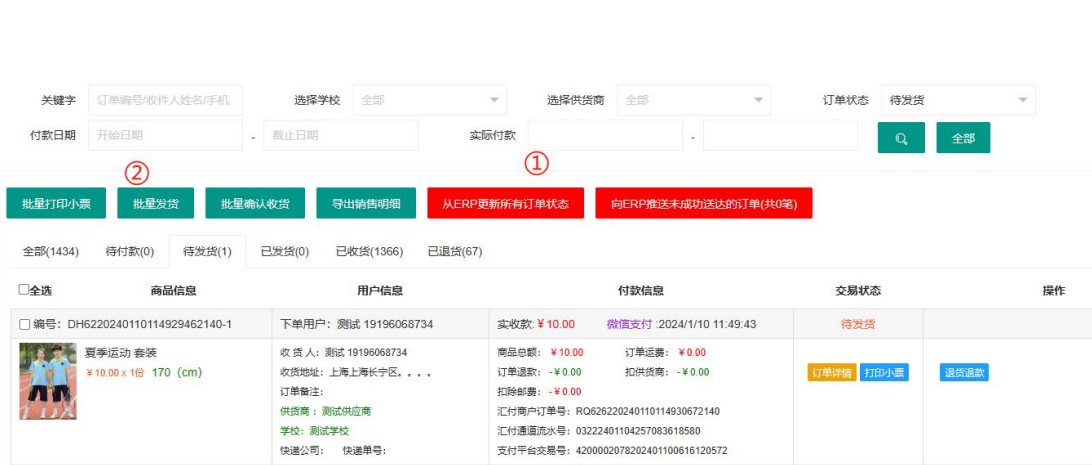 关键字 订单编号/收件人姓名/手机 选择学校 全部 选择供货商 全部 订单状态 待发货
付款日期 开始日期 - 截止日期 实际付款 - 全部
② ①
批量打印小票 批量发货 批量确认收货 导出销售明细 从ERP更新所有订单状态 向ERP推送未成功送达的订单(共0笔)
全部(1434) 待付款(0) 待发货(1) 已发货(0) 已收货(1366) 已退货(67)
全选 商品信息 用户信息 付款信息 交易状态 操作
编号：DH6220240110114929462140-1 下单用户：测试 19196068734 实收款:￥10.00 微信支付 :2024/1/10 11:49:43 待发货
夏季运动 套装 收 货 人：测试 19196068734 商品总额：￥10.00 订单运费：￥0.00
￥10.00 x 1份 170（cm） 收货地址：上海上海长宁区。。。。 订单退款：-￥0.00 扣供货商：-￥0.00 订单详情 打印小票 退货退款
订单备注： 扣除邮费：-￥0.00
供货商 ：测试供应商 汇付商户订单号：RQ626220240110114930672140
学校：测试学校 汇付通道流水号：03222401104257083618580
快递公司： 快递单号： 支付平台交易号：4200002078202401100616120572